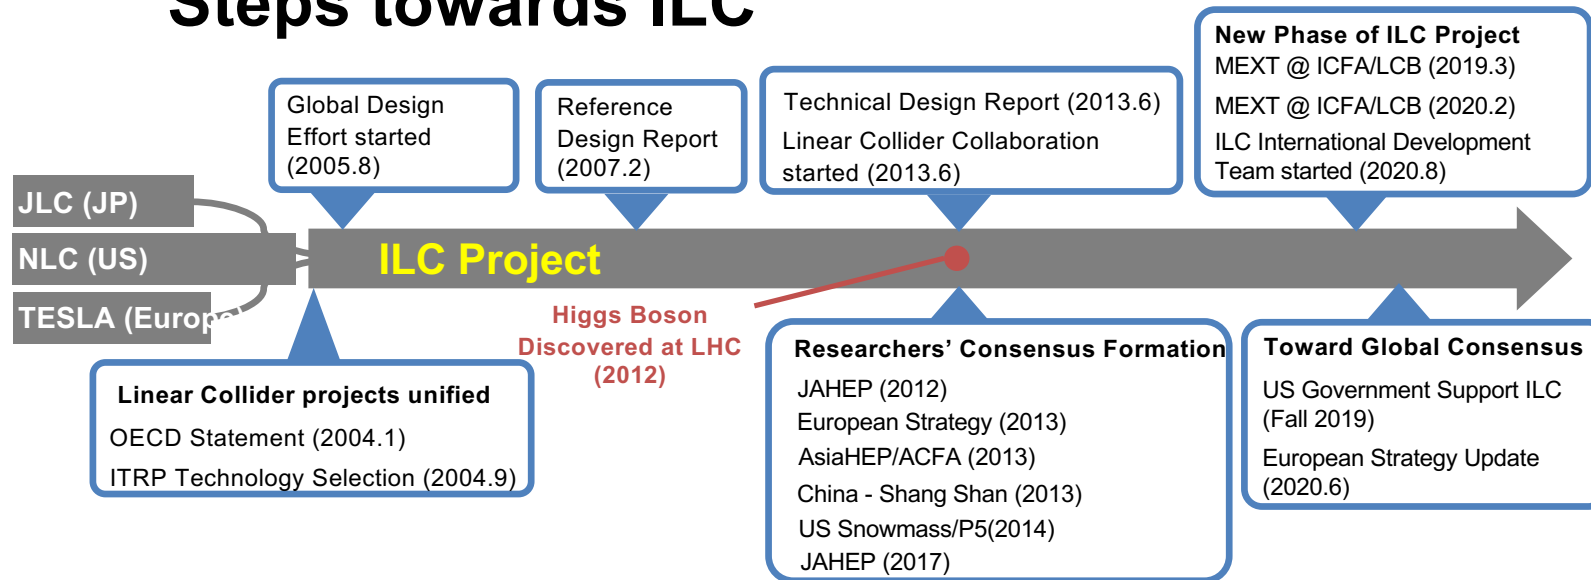 Steps towards ILC
New Phase of ILC Project
MEXT @ ICFA/LCB (2019.3)
MEXT @ ICFA/LCB (2020.2)
ILC International Development
Team started (2020.8)
Global Design
Effort started
(2005.8)
Reference
Design Report
(2007.2)
Technical Design Report (2013.6)
Linear Collider Collaboration
started (2013.6)
JLC (JP)
NLC (US)
TESLA (Europe)
ILC Project
Higgs Boson
Discovered at LHC
(2012)
Linear Collider projects unified
OECD Statement (2004.1)
ITRP Technology Selection (2004.9)
Researchers’ Consensus Formation
JAHEP (2012)
European Strategy (2013)
AsiaHEP/ACFA (2013)
China - Shang Shan (2013)
US Snowmass/P5(2014)
JAHEP (2017)
Toward Global Consensus
US Government Support ILC
(Fall 2019)
European Strategy Update
(2020.6)